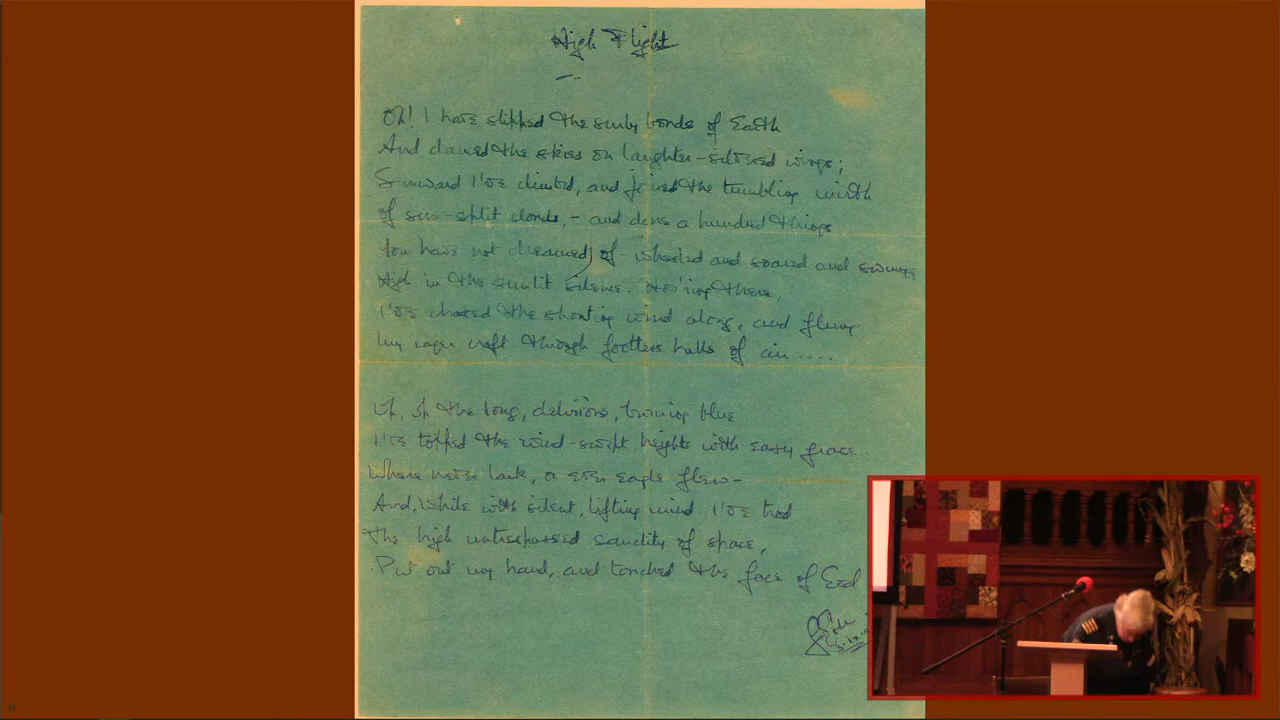 High Flight
Oh! I have slipped the surly bonds of Earth
And danced the skies on laughter-silvered wings;
Sunward I've climbed, and joined the tumbling mirth
of sun-split clouds, - and done a hundred things
You have not dreamed of - wheeled and soared and swung
High in the sunlit silence. Hov'ring there,
I've chased the shouting wind along, and flung
My eager craft through footless halls of air....
Up, up the long, delirious, burning blue
I've topped the wind-swept heights with easy grace.
Where never lark, or ever eagle flew-
And, while with silent, lifting mind I've trod
The high untrespassed sanctity of space,
Put out my hand, and touched the face of God